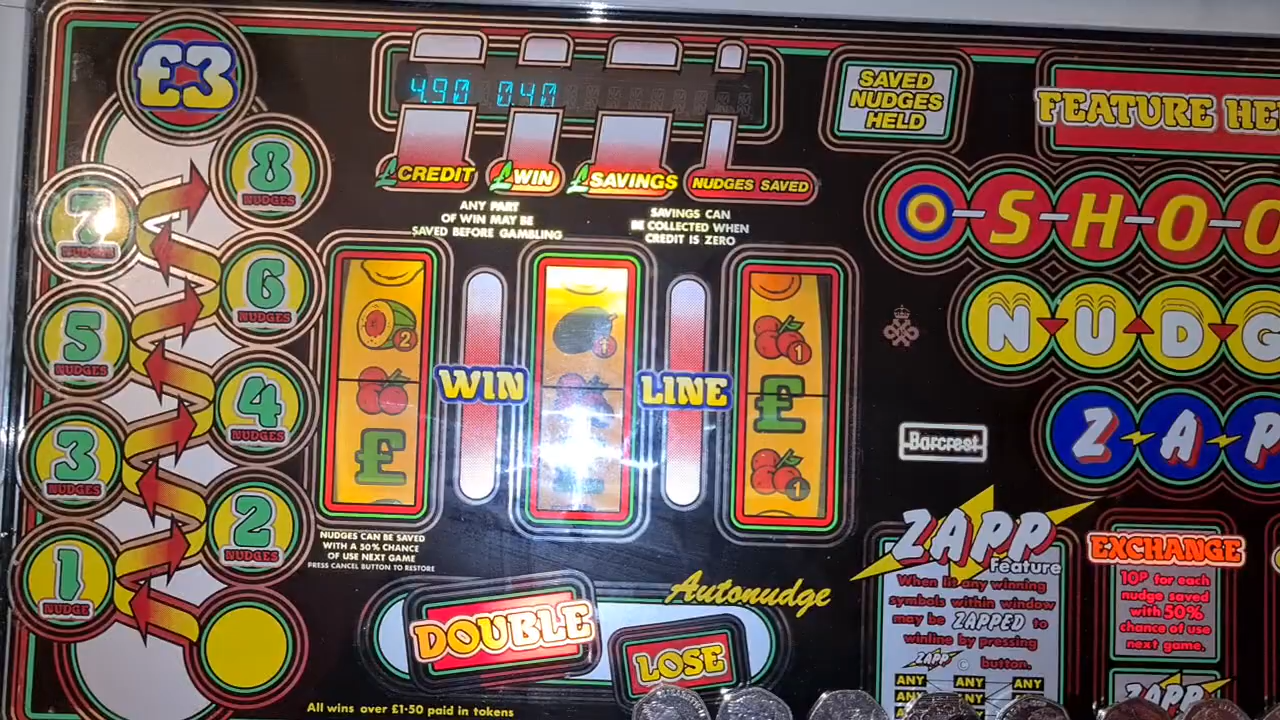 £3
4.90 0.40
£CREDIT
£WIN
£SAVINGS
NUDGES SAVED
ANY PART
OF WIN MAY BE
SAVED BEFORE GAMBLING
SAVINGS CAN
BE COLLECTED WHEN
CREDIT IS ZERO
SAVED
NUDGES
HELD
FEATURE HE
SHOO
NUDG
ZAP
8
NUDGES
7
NUDGES
6
NUDGES
5
NUDGES
4
NUDGES
3
NUDGES
2
NUDGES
1
NUDGE
2
£
WIN
1
LINE
1
£
1
Barcrest
NUDGES CAN BE SAVED
WITH A 50% CHANCE
OF USE NEXT GAME
PRESS CANCEL BUTTON TO RESTORE
DOUBLE
Autonudge
LOSE
All wins over £1·50 paid in tokens
ZAPP
Feature
When lit any winning
symbols within window
may be ZAPPED to
winline by pressing
ZAPP C button.
ANY ANY ANY
EXCHANGE
10P for each
nudge saved
with 50%
chance of use
next game.
ZAPP